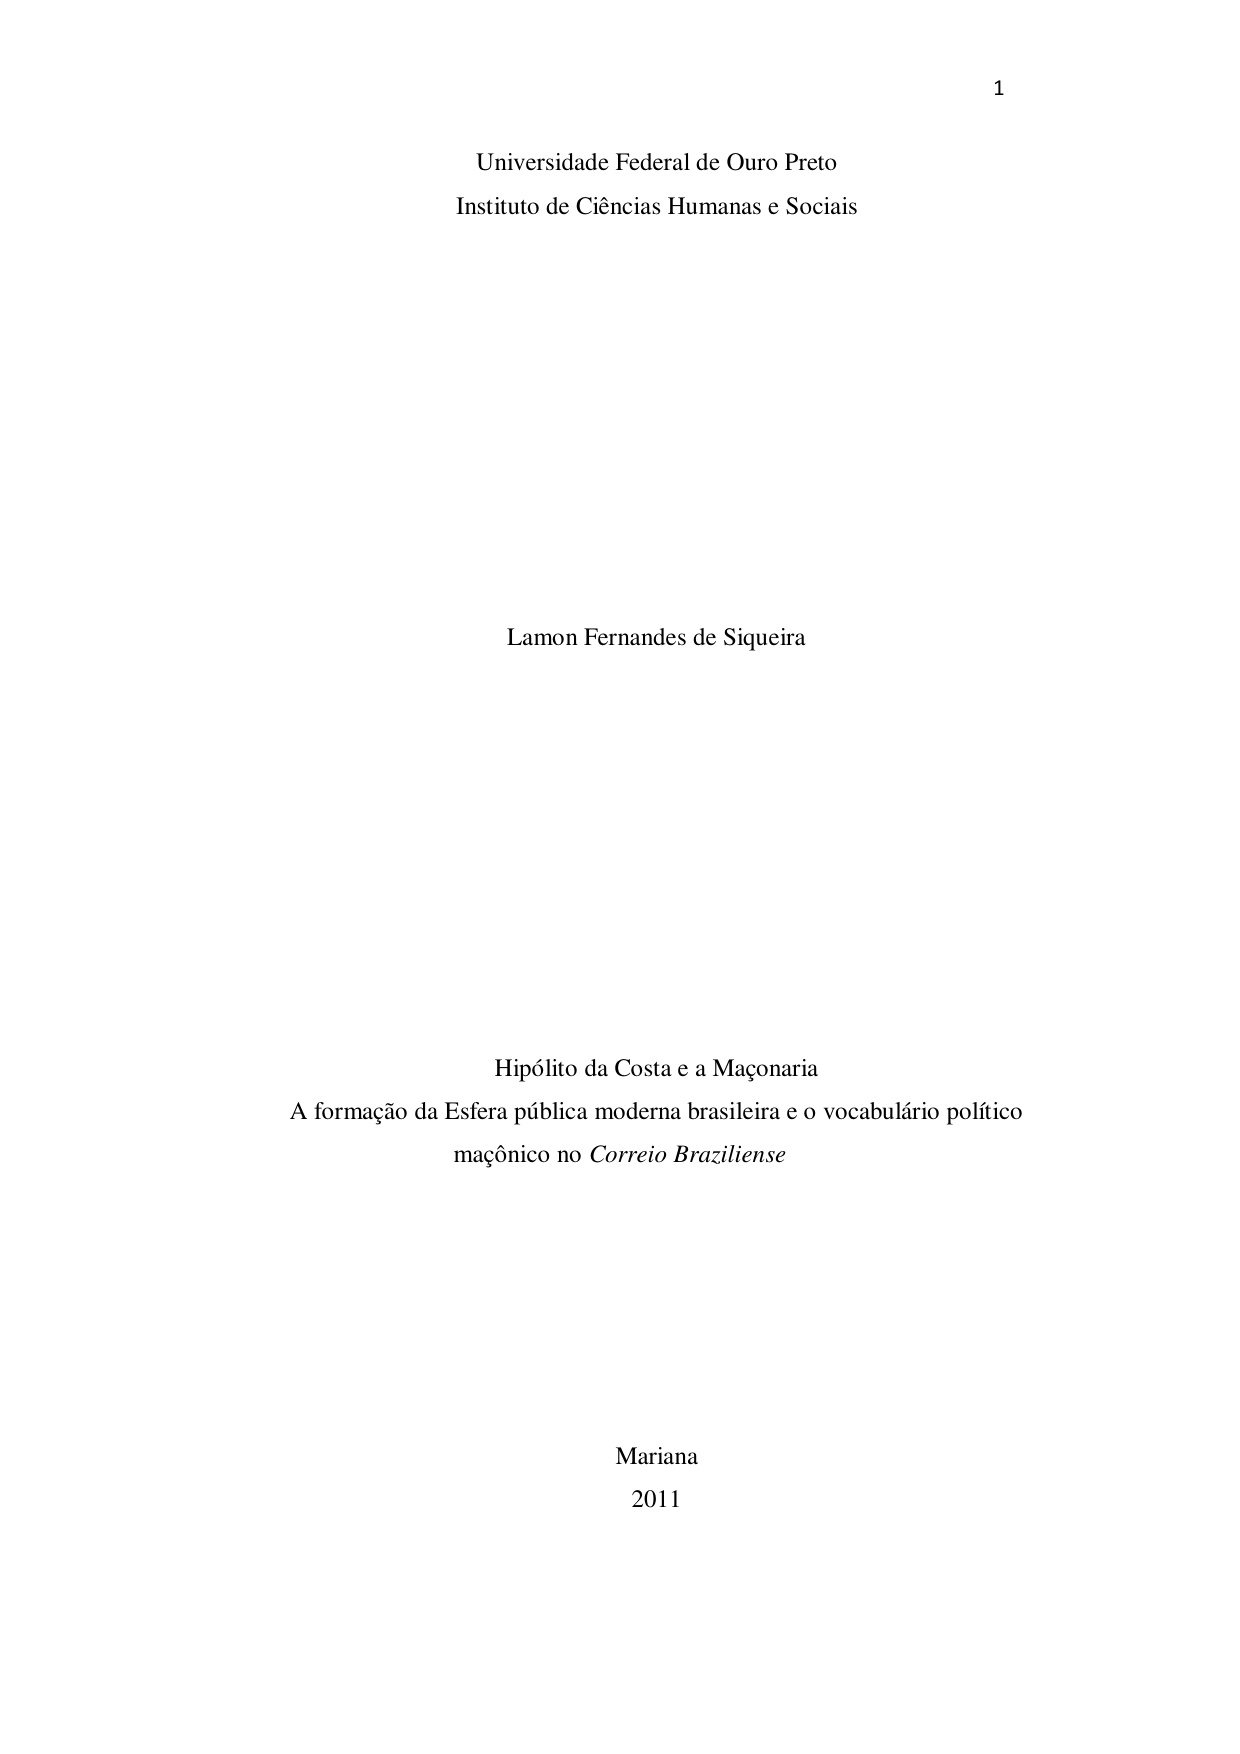 1
Universidade Federal de Ouro Preto
Instituto de Ciências Humanas e Sociais
Lamon Fernandes de Siqueira
Hipólito da Costa e a Maçonaria
A formação da Esfera pública moderna brasileira e o vocabulário político
maçônico no Correio Braziliense
Mariana
2011